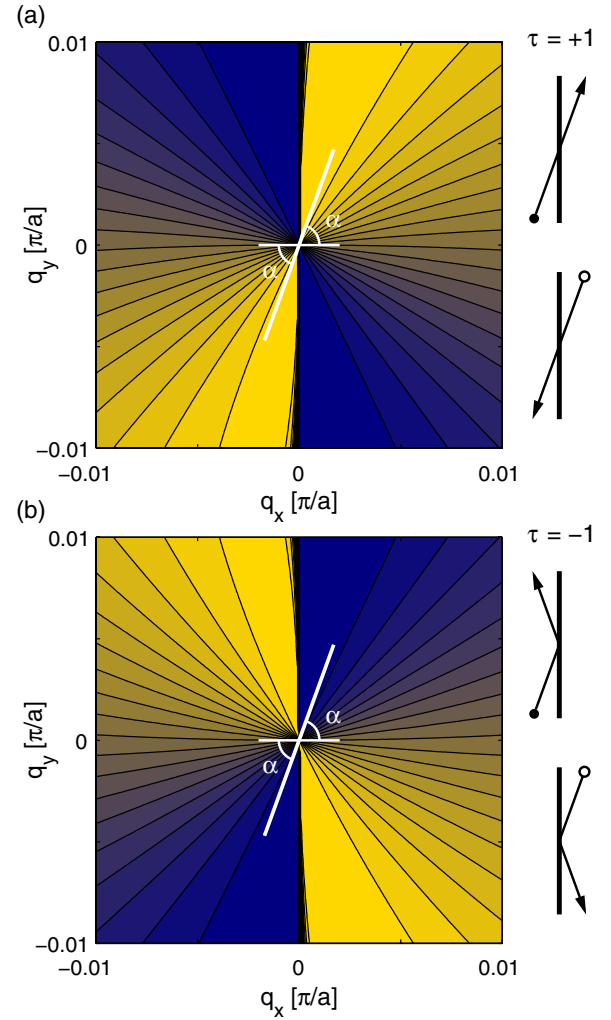 (a)
0.01
τ = +1
q_y [π/a]
0
α
α
−0.01
−0.01
0
0.01
q_x [π/a]
(b)
0.01
τ = −1
q_y [π/a]
0
α
α
−0.01
−0.01
0
0.01
q_x [π/a]